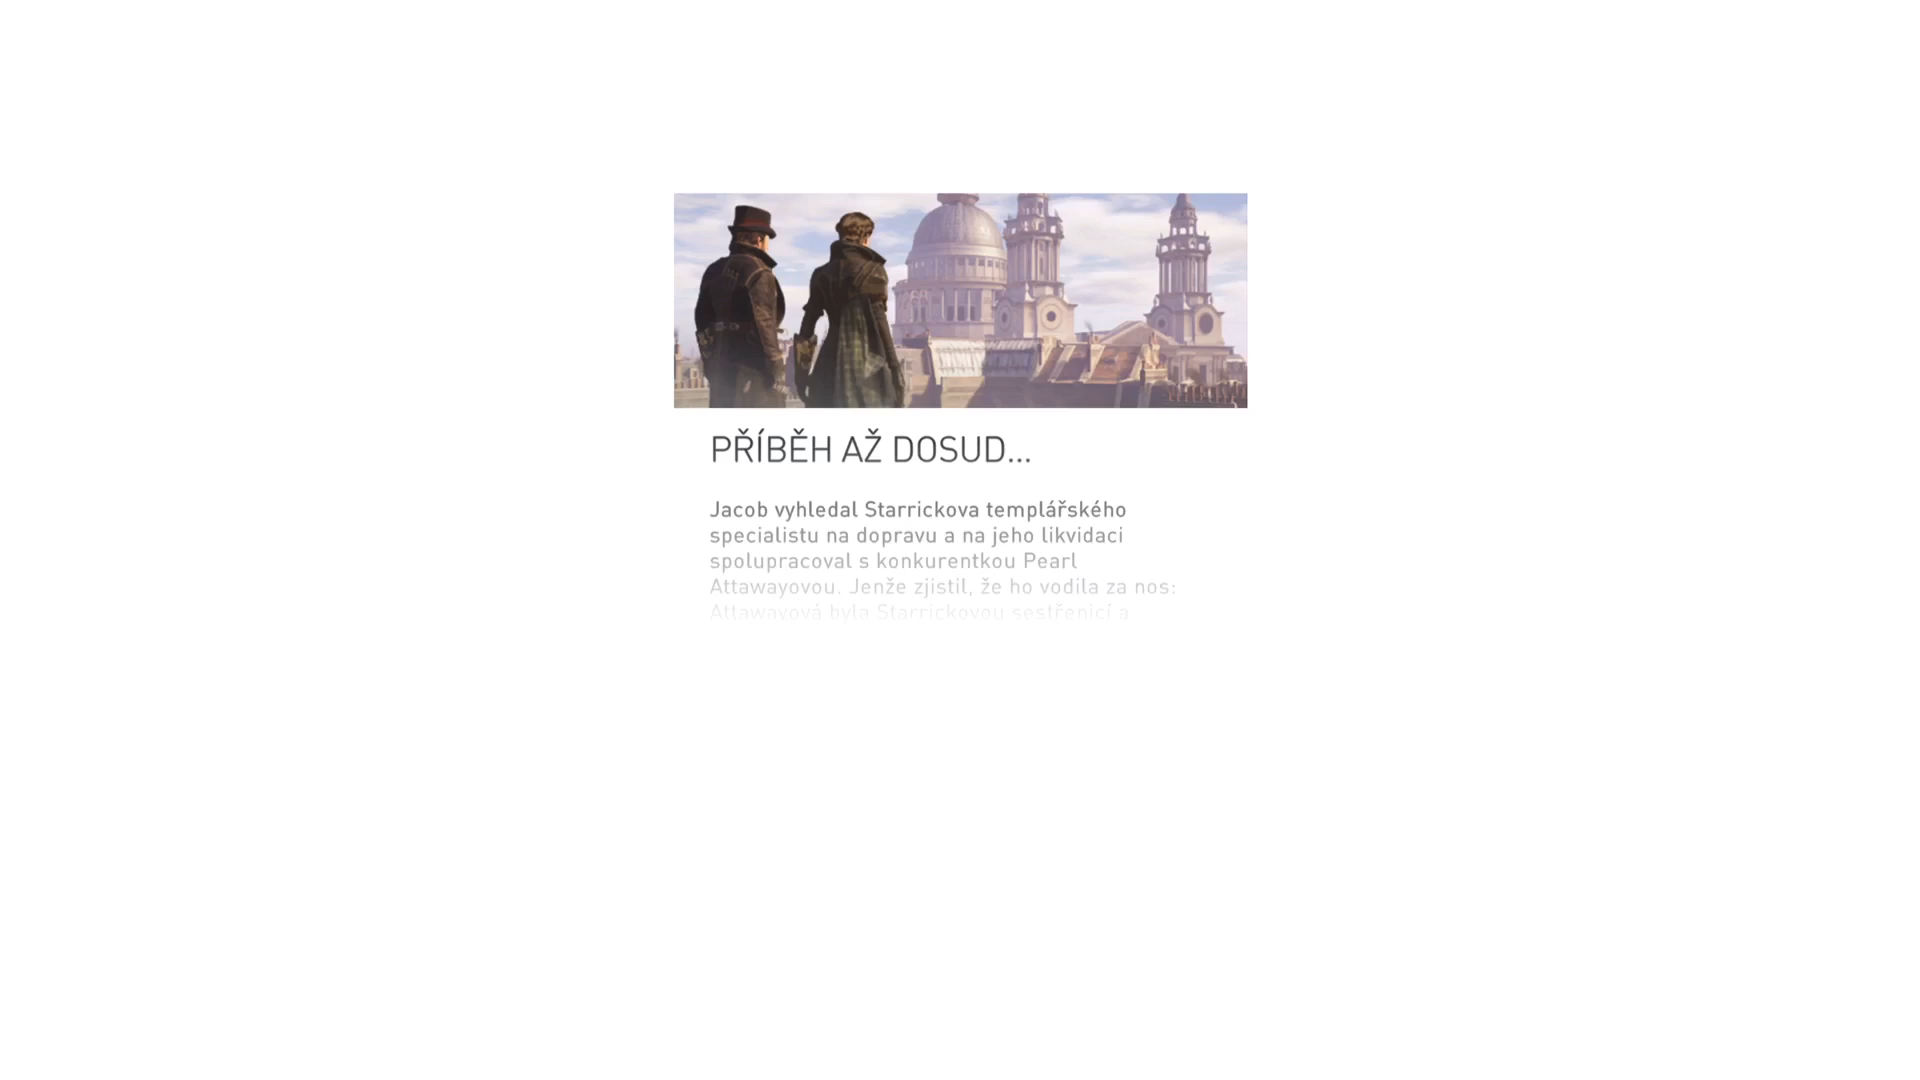 PŘÍBĚH AŽ DOSUD...
Jacob vyhledal Starrickova templářského
specialistu na dopravu a na jeho likvidaci
spolupracoval s konkurentkou Pearl
Attawayovou. Jenže zjistil, že ho vodila za nos:
Attawayová byla Starrickovou sestřenicí a